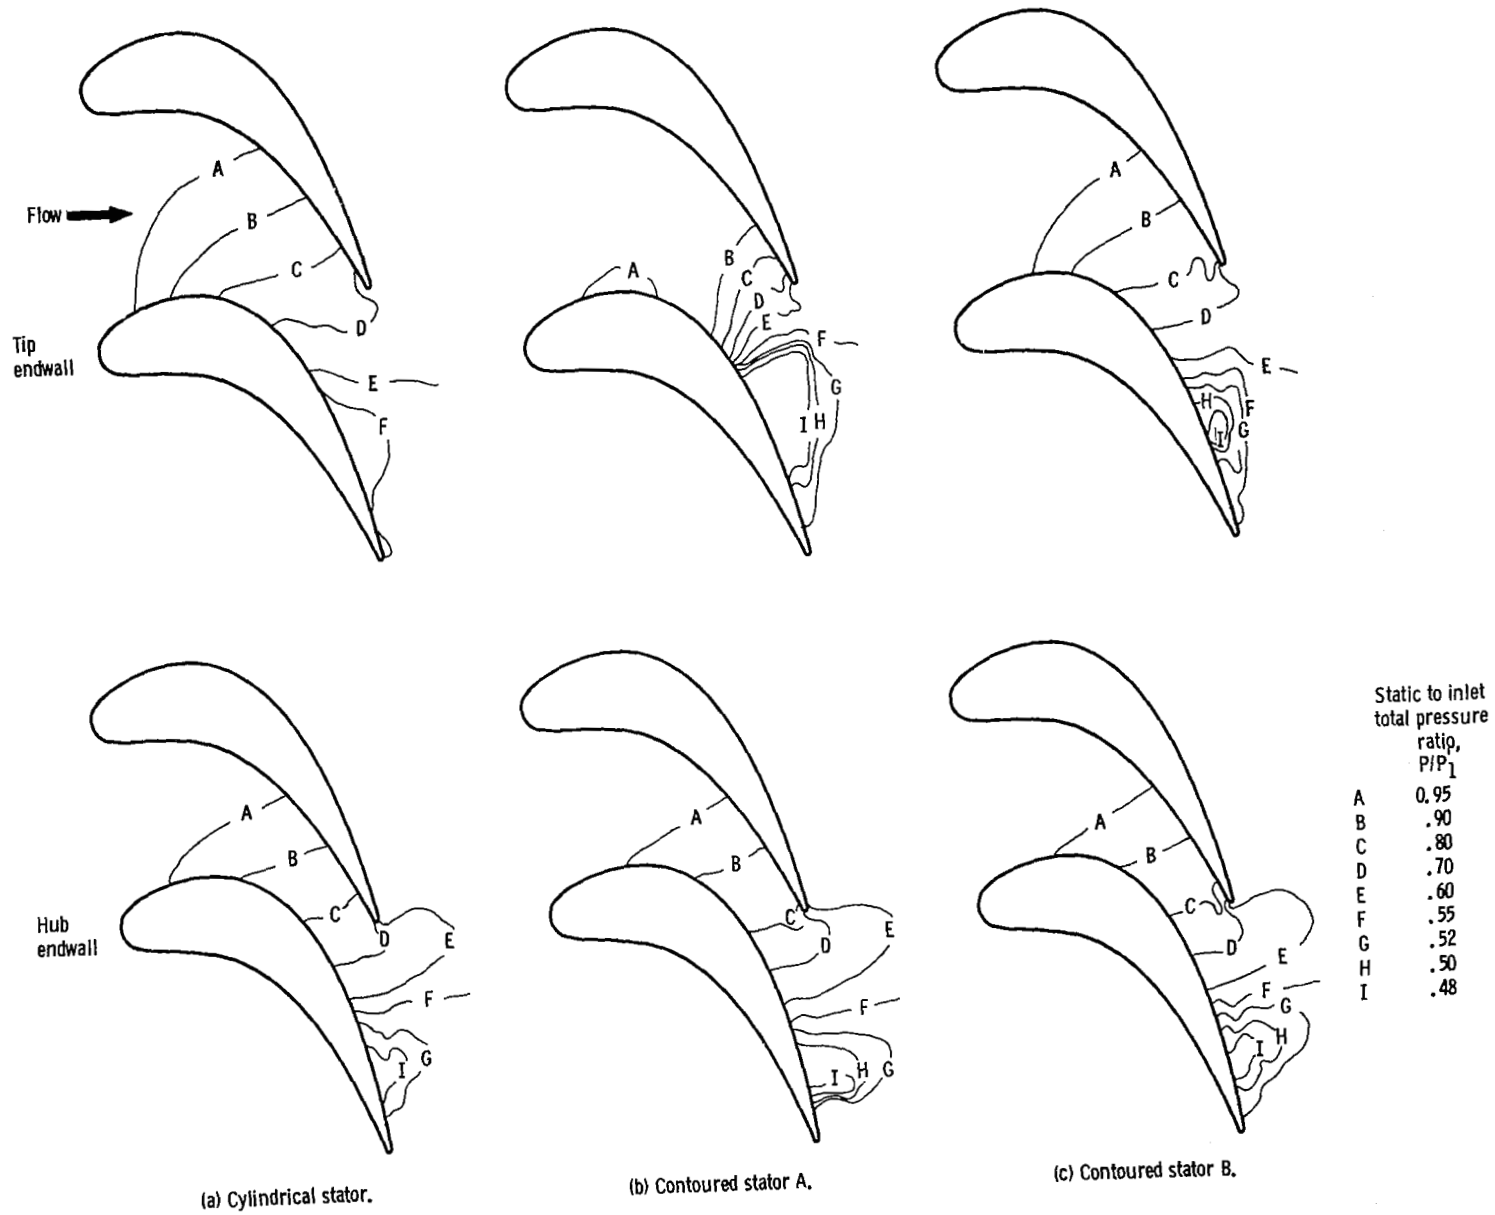 A
B
C
D
E
F
A
B
C
D
E
F
G
H
I
A
B
C
D
E
F
G
H
I
Flow
Tip
endwall
A
B
C
D
E
F
G
I
A
B
C
D
E
F
G
H
I
A
B
C
D
E
F
G
H
I
Hub
endwall
Static to inlet
total pressure
ratio,
P/P1
A 0.95
B .90
C .80
D .70
E .60
F .55
G .52
H .50
I .48
(a) Cylindrical stator.
(b) Contoured stator A.
(c) Contoured stator B.